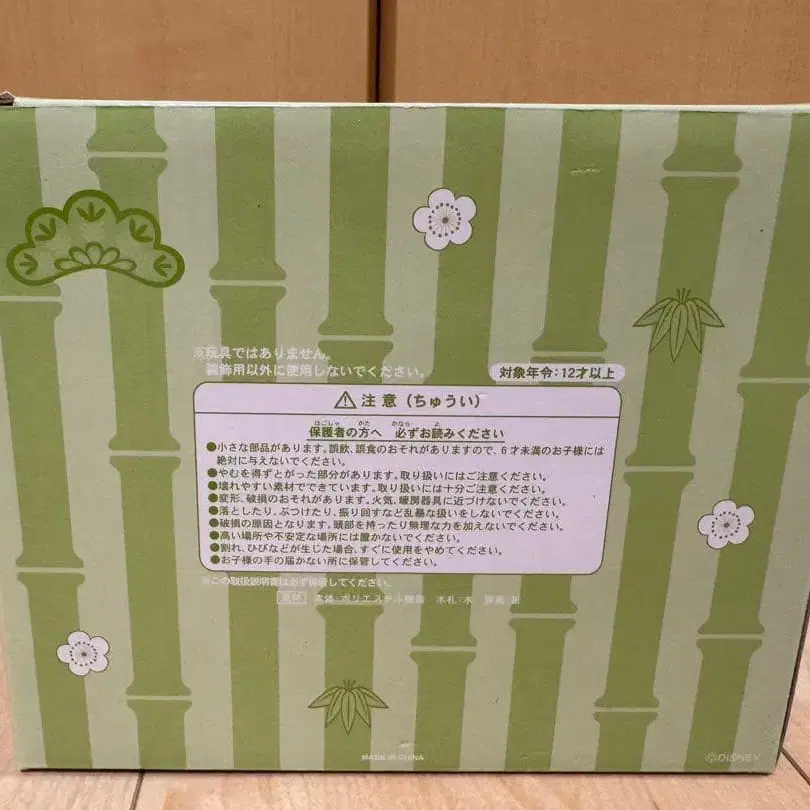 ※玩具ではありません。
装飾用以外に使用しないでください。
対象年令:12才以上
注意(ちゅうい)
保護者の方へ 必ずお読みください
●小さな部品があります。誤飲、誤食のおそれがありますので、6才未満のお子様には
絶対に与えないでください。
●やむを得ずとがった部分があります。取り扱いにはご注意ください。
●壊れやすい素材でできています。取り扱いには十分ご注意ください。
●変形、破損のおそれがあります。火気、暖房器具に近づけないでください。
●落としたり、ぶつけたり、振り回すなど乱暴な扱いをしないでください。
●破損の原因となります。頭部を持ったり無理な力を加えないでください。
●高い場所や不安定な場所には置かないでください。
●割れ、ひびなどが生じた場合、すぐに使用をやめてください。
●お子様の手の届かない所に保管してください。
※この取扱説明書は必ず保管してください。
本体:ポリエステル樹脂 木札:木
MADE IN CHINA
©DISNEY